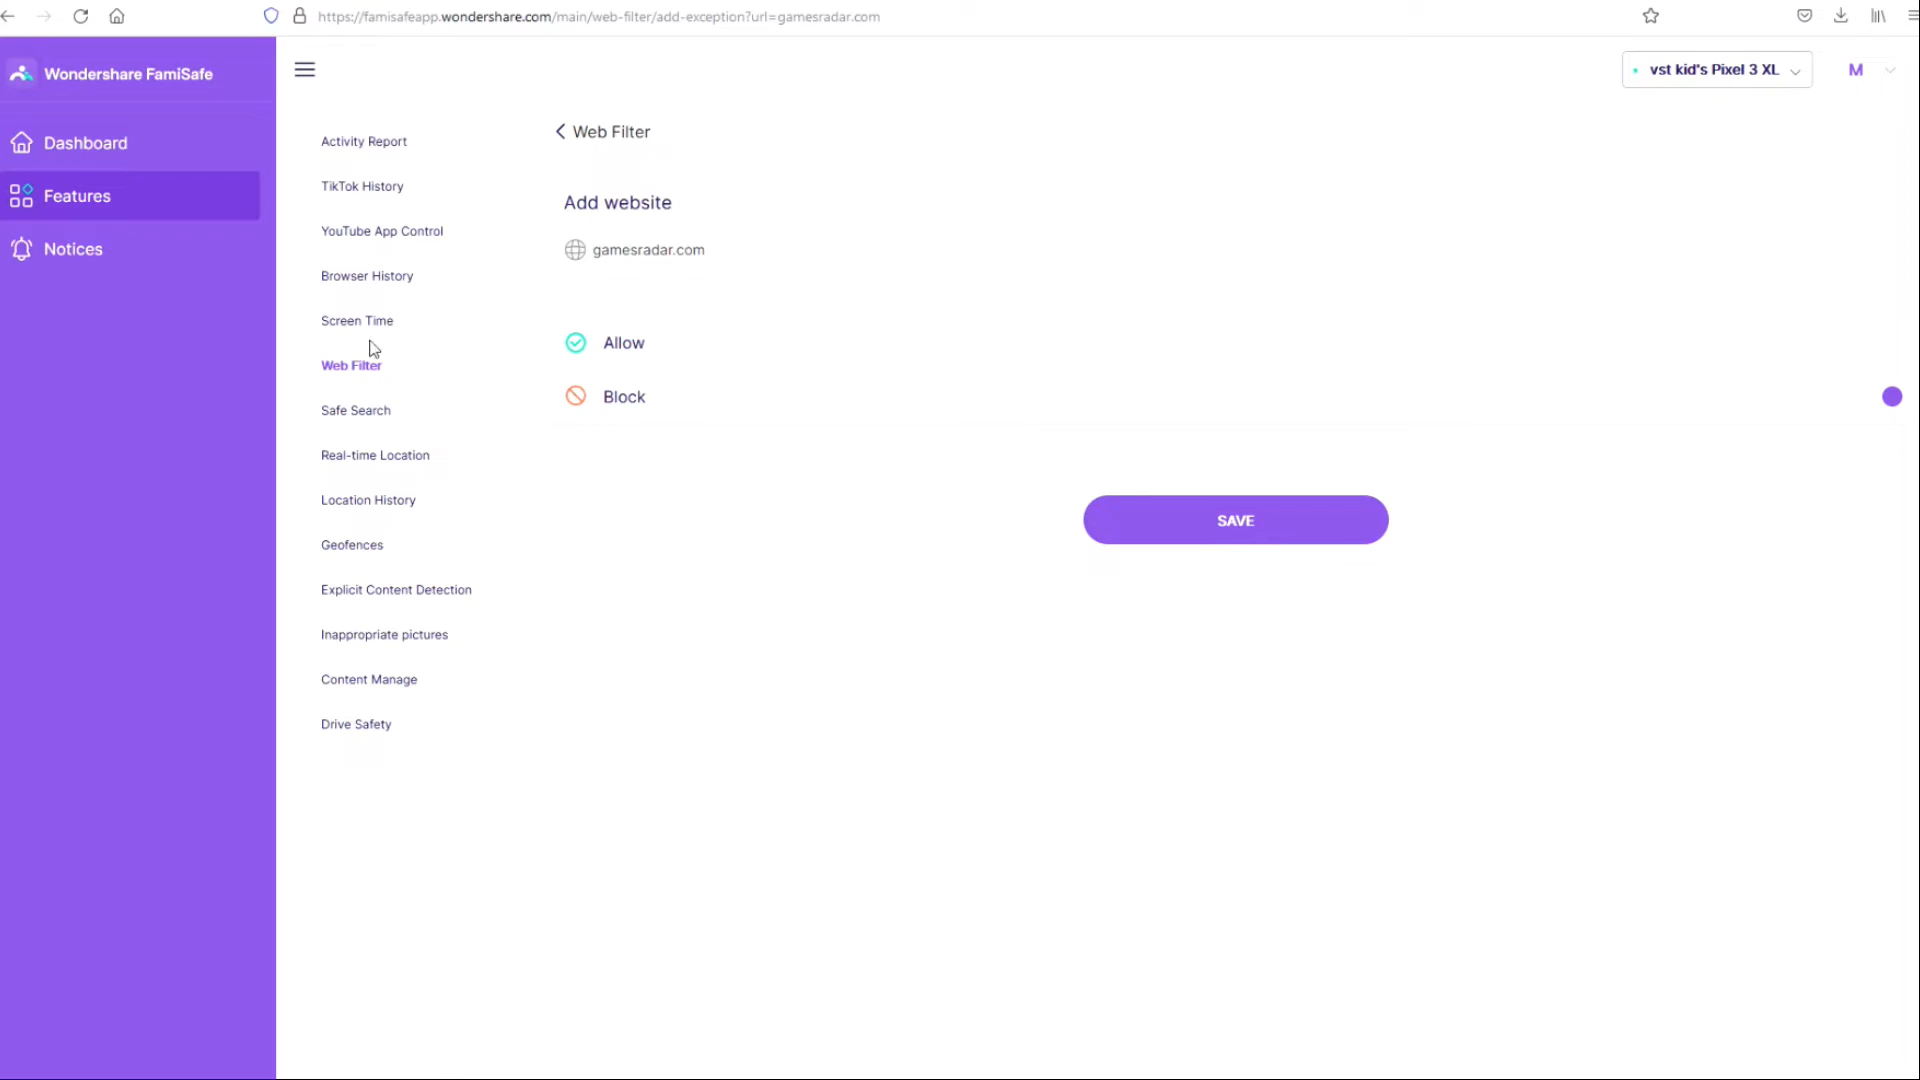 https://famisafeapp.wondershare.com/main/web-filter/add-exception?url=gamesradar.com
Wondershare FamiSafe
vst kid's Pixel 3 XL
M
Dashboard
Features
Notices
Activity Report
TikTok History
YouTube App Control
Browser History
Screen Time
Web Filter
Safe Search
Real-time Location
Location History
Geofences
Explicit Content Detection
Inappropriate pictures
Content Manage
Drive Safety
Web Filter
Add website
gamesradar.com
Allow
Block
SAVE